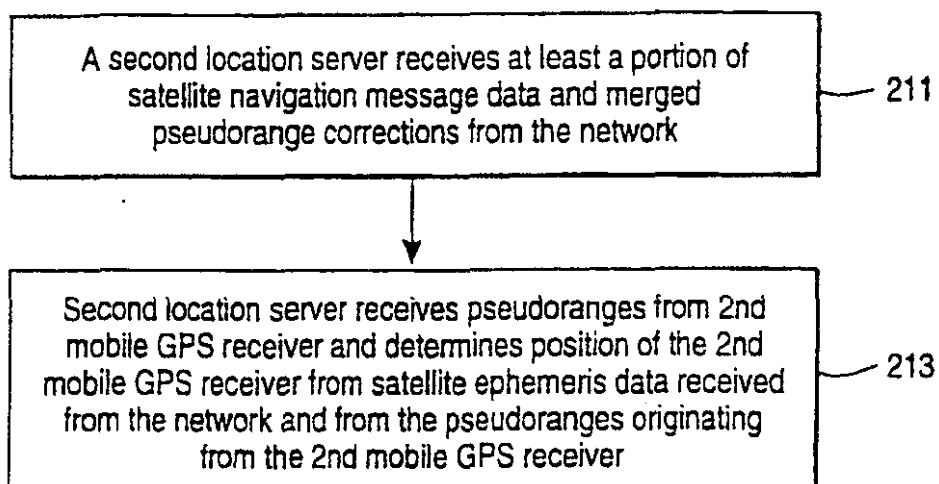 A second location server receives at least a portion of
satellite navigation message data and merged
pseudorange corrections from the network
211
Second location server receives pseudoranges from 2nd
mobile GPS receiver and determines position of the 2nd
mobile GPS receiver from satellite ephemeris data received
from the network and from the pseudoranges originating
from the 2nd mobile GPS receiver
213